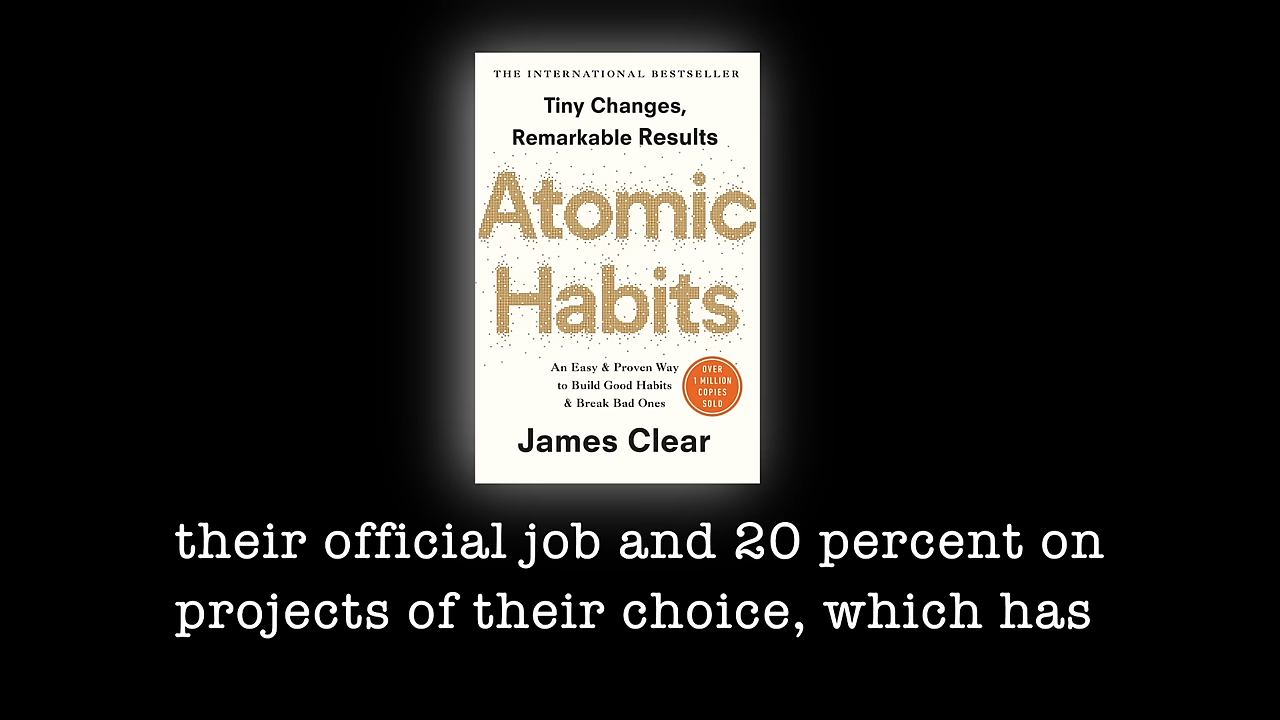 THE INTERNATIONAL BESTSELLER
Tiny Changes,
Remarkable Results
Atomic
Habits
An Easy & Proven Way
to Build Good Habits
& Break Bad Ones
OVER
1 MILLION
COPIES
SOLD
James Clear
their official job and 20 percent on
projects of their choice, which has